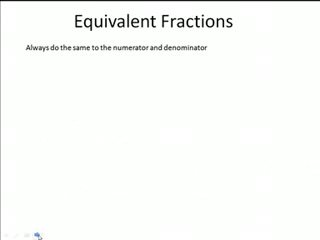 Equivalent Fractions
Always do the same to the numerator and denominator